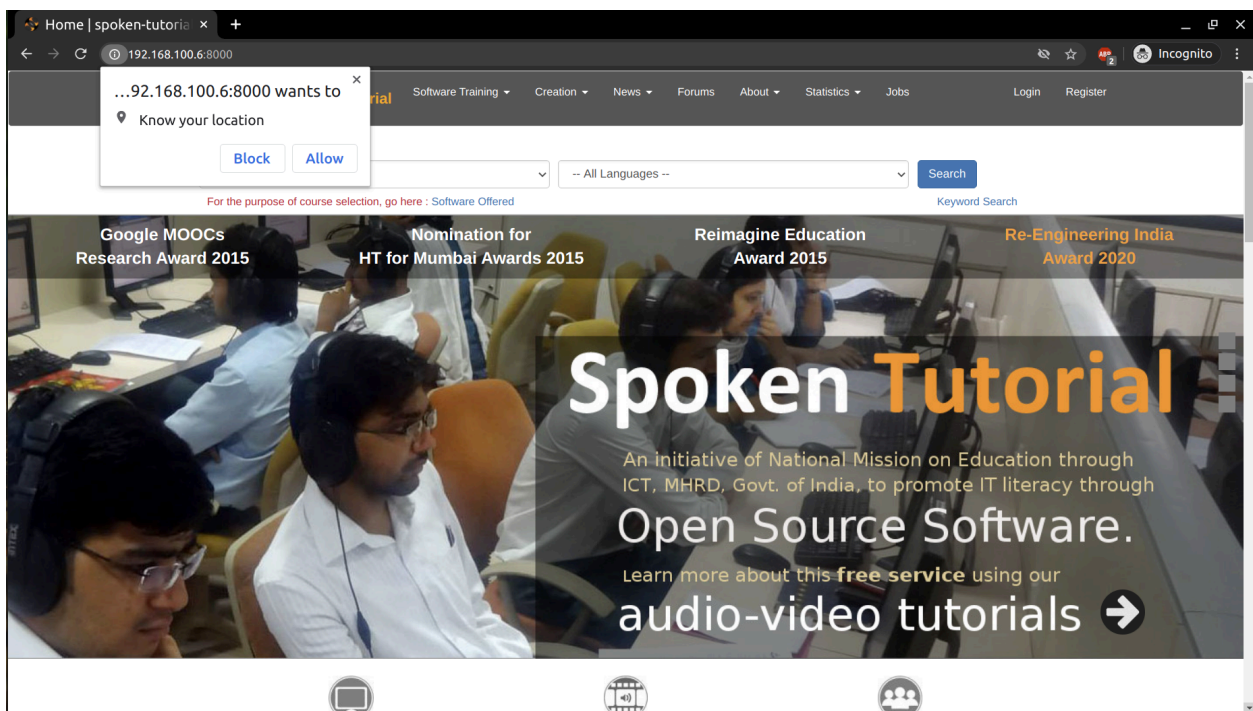 Home | spoken-tutoria
192.168.100.6:8000
ABP
2
Incognito
...92.168.100.6:8000 wants to
Know your location
Block
Allow
rial
Software Training
Creation
News
Forums
About
Statistics
Jobs
Login
Register
-- All Languages --
Search
For the purpose of course selection, go here : Software Offered
Keyword Search
Google MOOCs
Research Award 2015
Nomination for
HT for Mumbai Awards 2015
Reimagine Education
Award 2015
Re-Engineering India
Award 2020
Spoken Tutorial
An initiative of National Mission on Education through
ICT, MHRD, Govt. of India, to promote IT literacy through
Open Source Software.
Learn more about this free service using our
audio-video tutorials